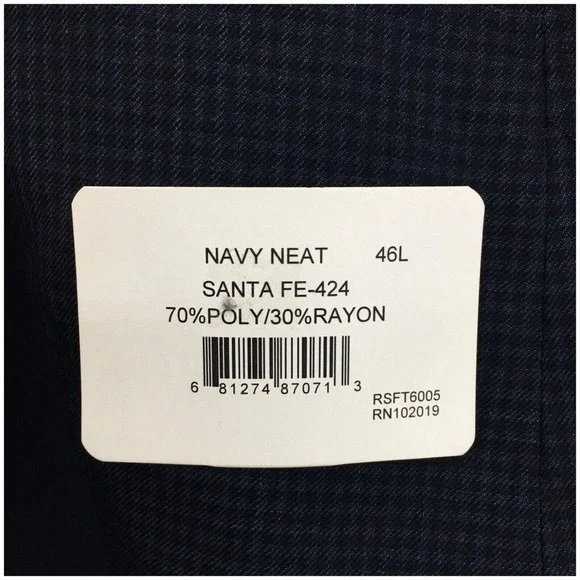 NAVY NEAT 46L
SANTA FE-424
70%POLY/30%RAYON
6 81274 87071 3
RSFT6005
RN102019